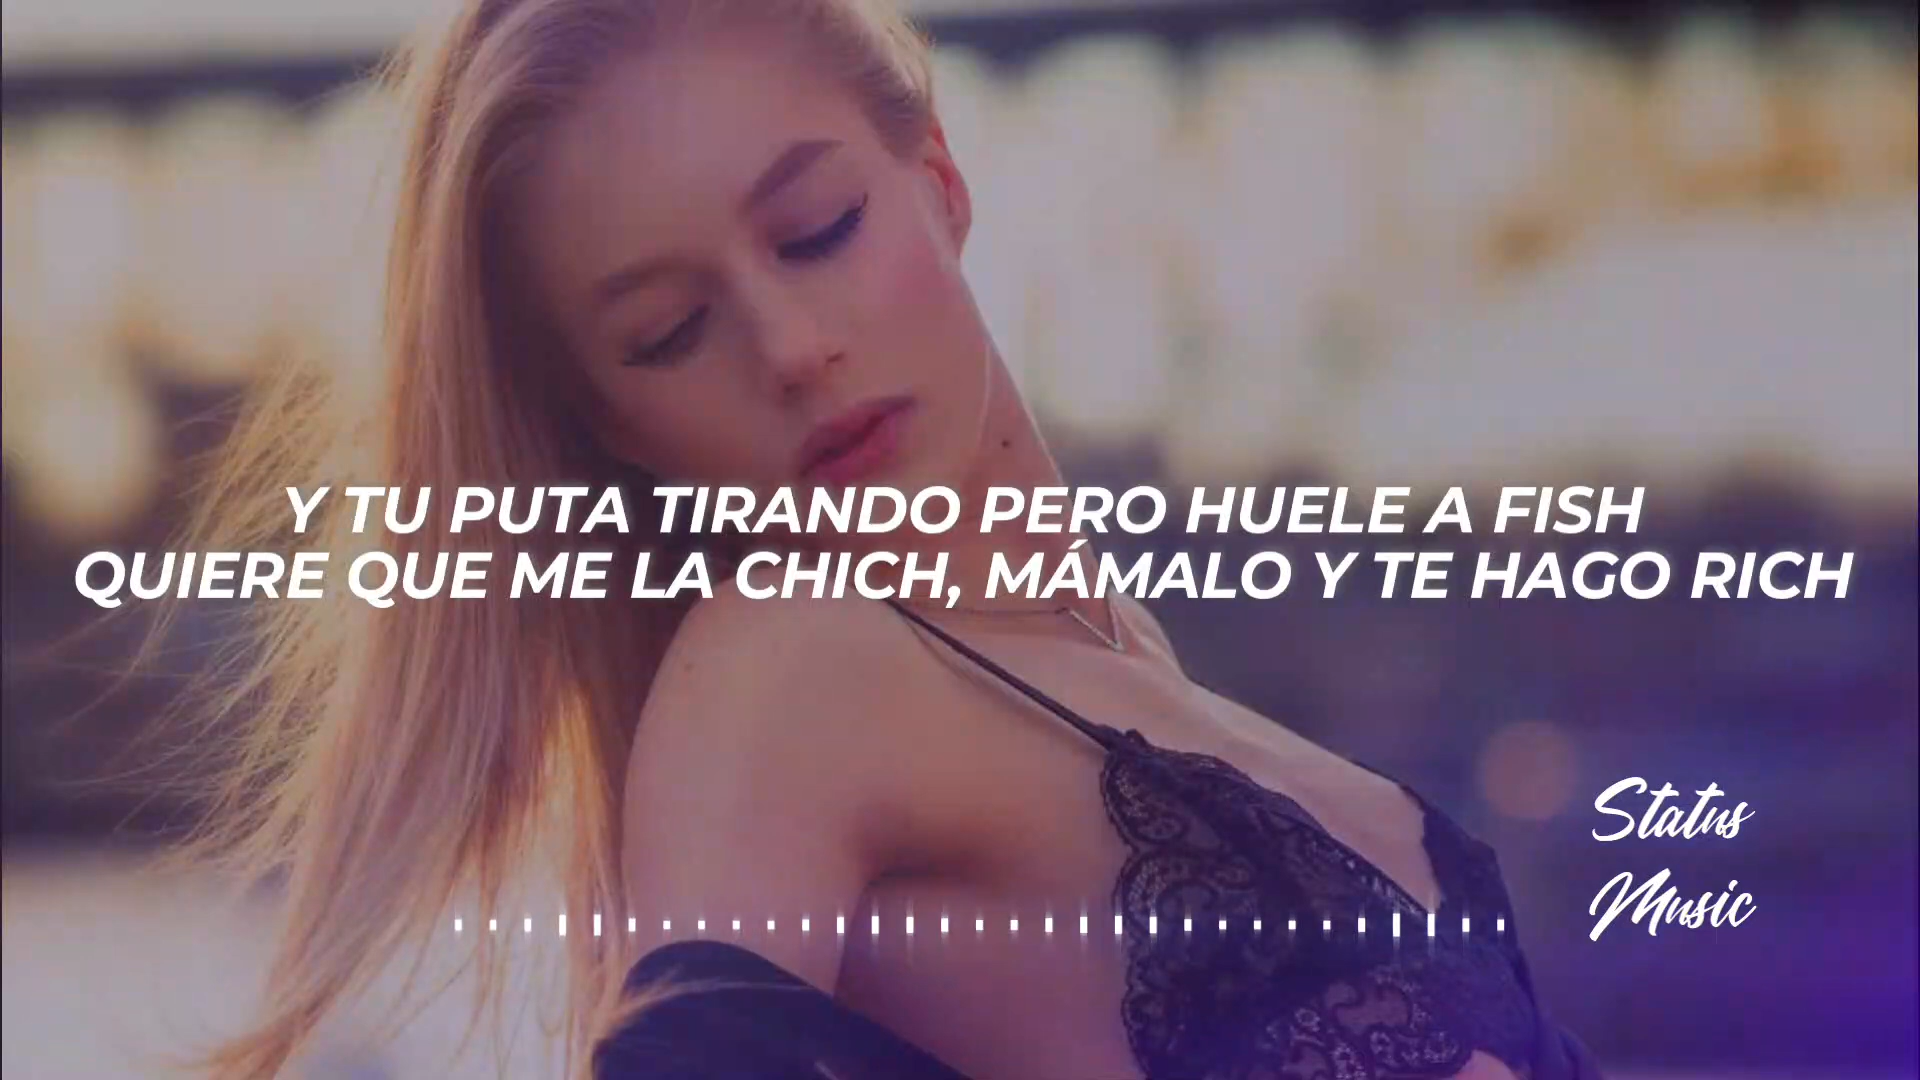 Y TU PUTA TIRANDO PERO HUELE A FISH
QUIERE QUE ME LA CHICH, MÁMALO Y TE HAGO RICH
Status
Music